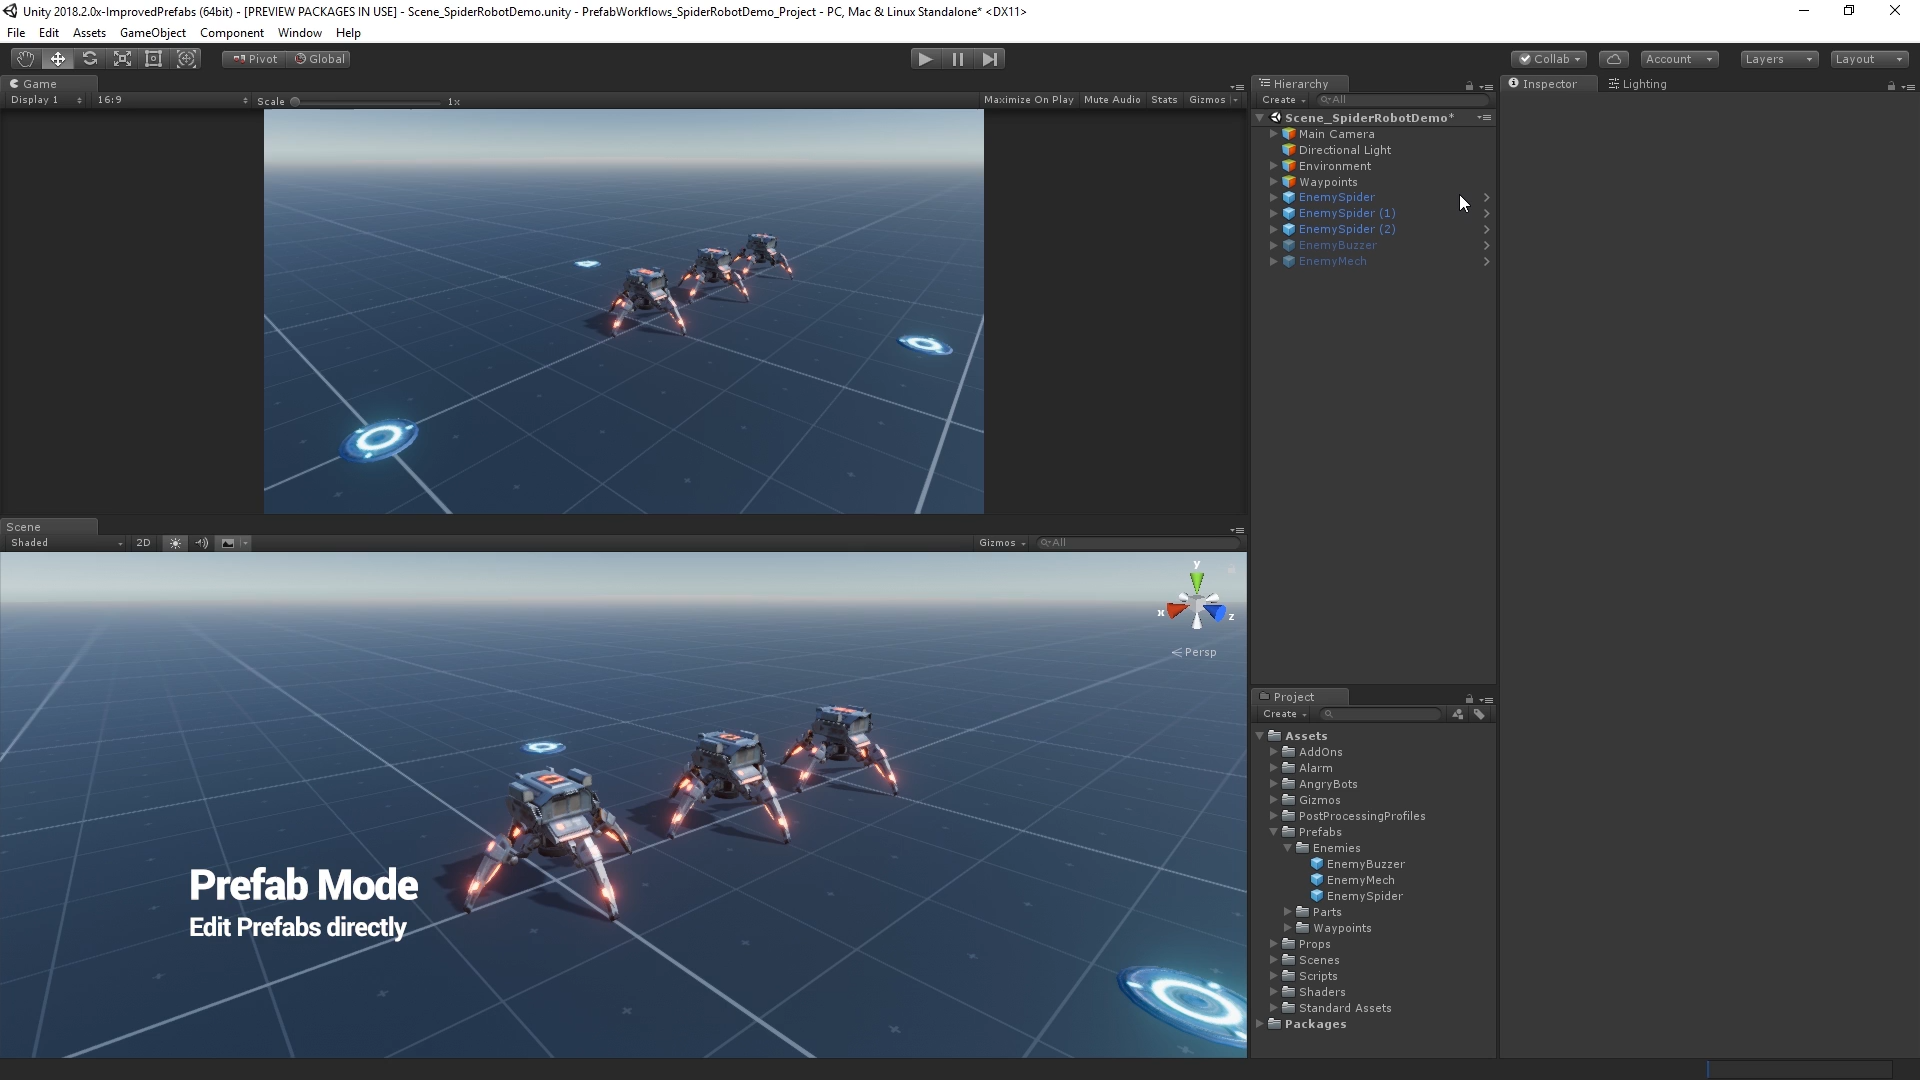 Unity 2018.2.0x-ImprovedPrefabs (64bit) - [PREVIEW PACKAGES IN USE] - Scene_SpiderRobotDemo.unity - PrefabWorkflows_SpiderRobotDemo_Project - PC, Mac & Linux Standalone* <DX11>
File Edit Assets GameObject Component Window Help
Pivot Global Collab Account Layers Layout
Game
Display 1 16:9 Scale 1x Maximize On Play Mute Audio Stats Gizmos
Scene
Shaded 2D Gizmos All
y
x z
Persp
Prefab Mode
Edit Prefabs directly
Hierarchy
Create All
Scene_SpiderRobotDemo*
Main Camera
Directional Light
Environment
Waypoints
EnemySpider
EnemySpider (1)
EnemySpider (2)
EnemyBuzzer
EnemyMech
Project
Create
Assets
AddOns
Alarm
AngryBots
Gizmos
PostProcessingProfiles
Prefabs
Enemies
EnemyBuzzer
EnemyMech
EnemySpider
Parts
Waypoints
Props
Scenes
Scripts
Shaders
Standard Assets
Packages
Inspector Lighting